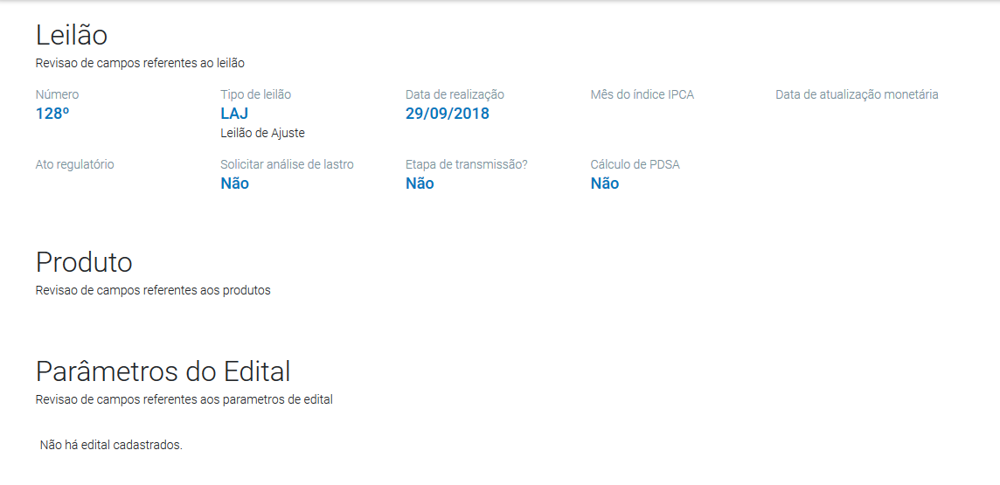 Leilão
Revisao de campos referentes ao leilão
Número Tipo de leilão Data de realização Mês do índice IPCA Data de atualização monetária
128º LAJ 29/09/2018
Leilão de Ajuste
Ato regulatório Solicitar análise de lastro Etapa de transmissão? Cálculo de PDSA
Não Não Não
Produto
Revisao de campos referentes aos produtos
Parâmetros do Edital
Revisao de campos referentes aos parametros de edital
Não há edital cadastrados.